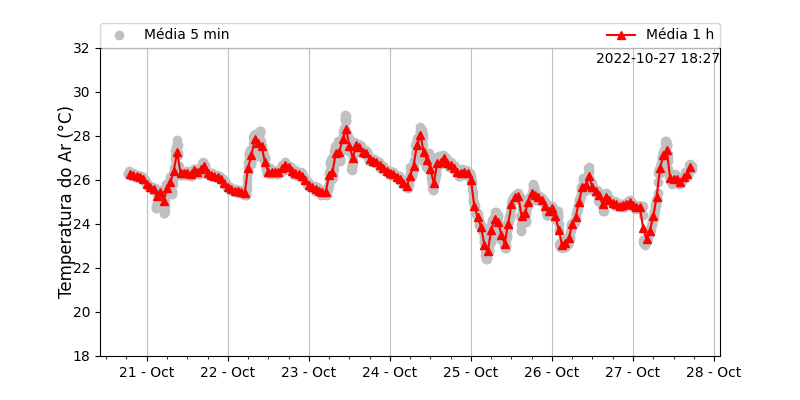 Média 5 min
Média 1 h
2022-10-27 18:27
Temperatura do Ar (°C)
32
30
28
26
24
22
20
18
21 - Oct
22 - Oct
23 - Oct
24 - Oct
25 - Oct
26 - Oct
27 - Oct
28 - Oct